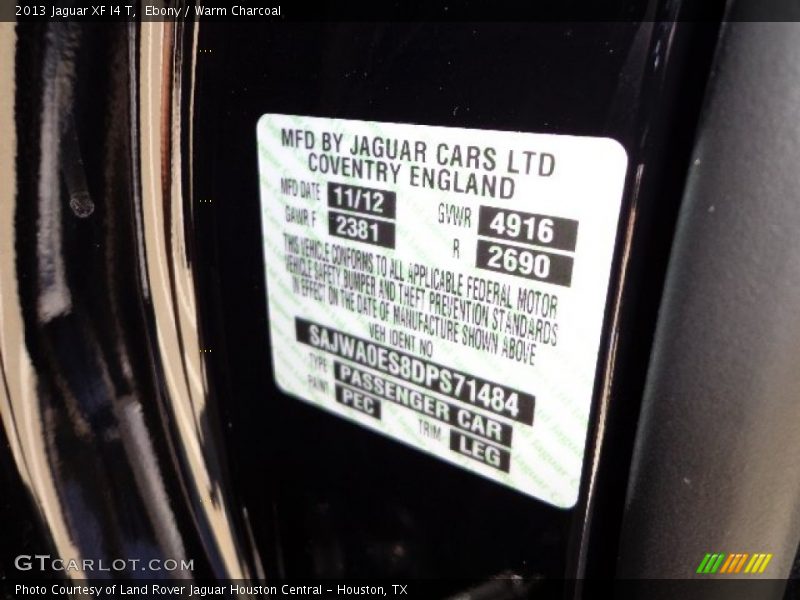 2013 Jaguar XF I4 T, Ebony / Warm Charcoal
MFD BY JAGUAR CARS LTD
COVENTRY ENGLAND
MFD DATE 11/12 GVWR 4916
GAWR F 2381 R 2690
THIS VEHICLE CONFORMS TO ALL APPLICABLE FEDERAL MOTOR
VEHICLE SAFETY BUMPER AND THEFT PREVENTION STANDARDS
IN EFFECT ON THE DATE OF MANUFACTURE SHOWN ABOVE
VEH IDENT NO
SAJWA0ES8DPS71484
TYPE PASSENGER CAR
PAINT PEC TRIM LEG
GTCARLOT.COM
Photo Courtesy of Land Rover Jaguar Houston Central - Houston, TX